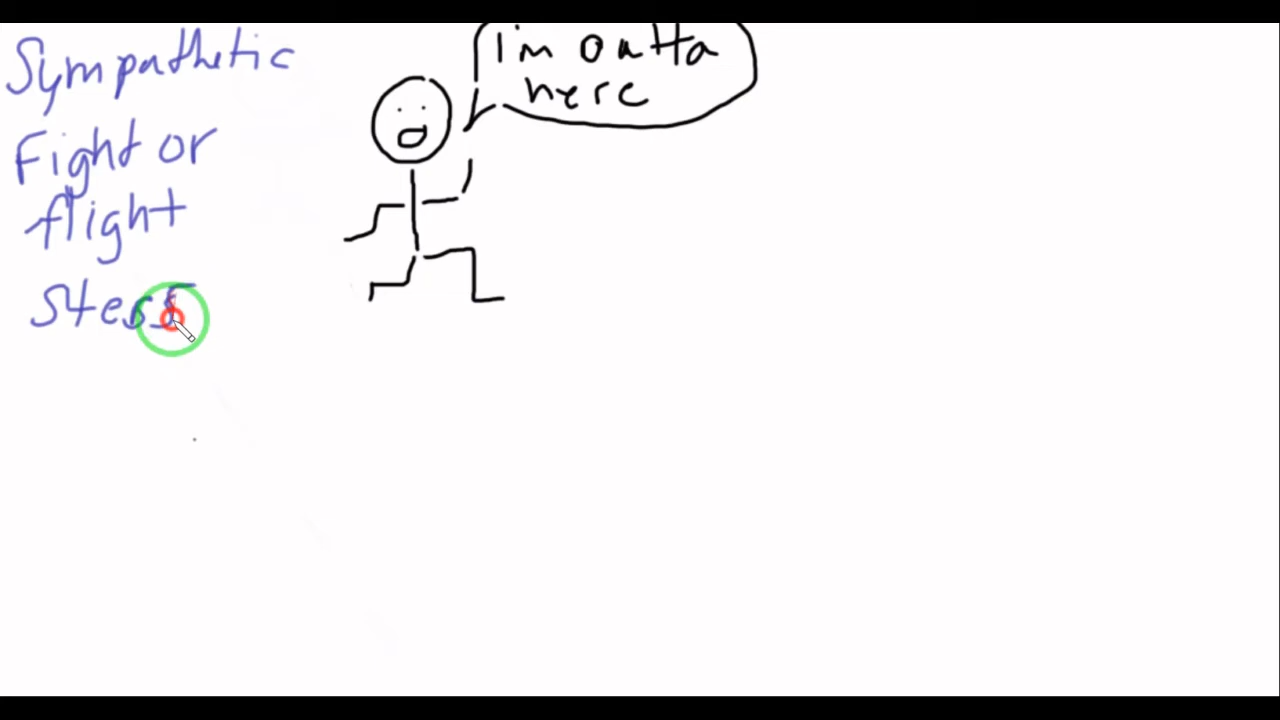 Sympathetic
Fight or
flight
Stess
I'm outta
here